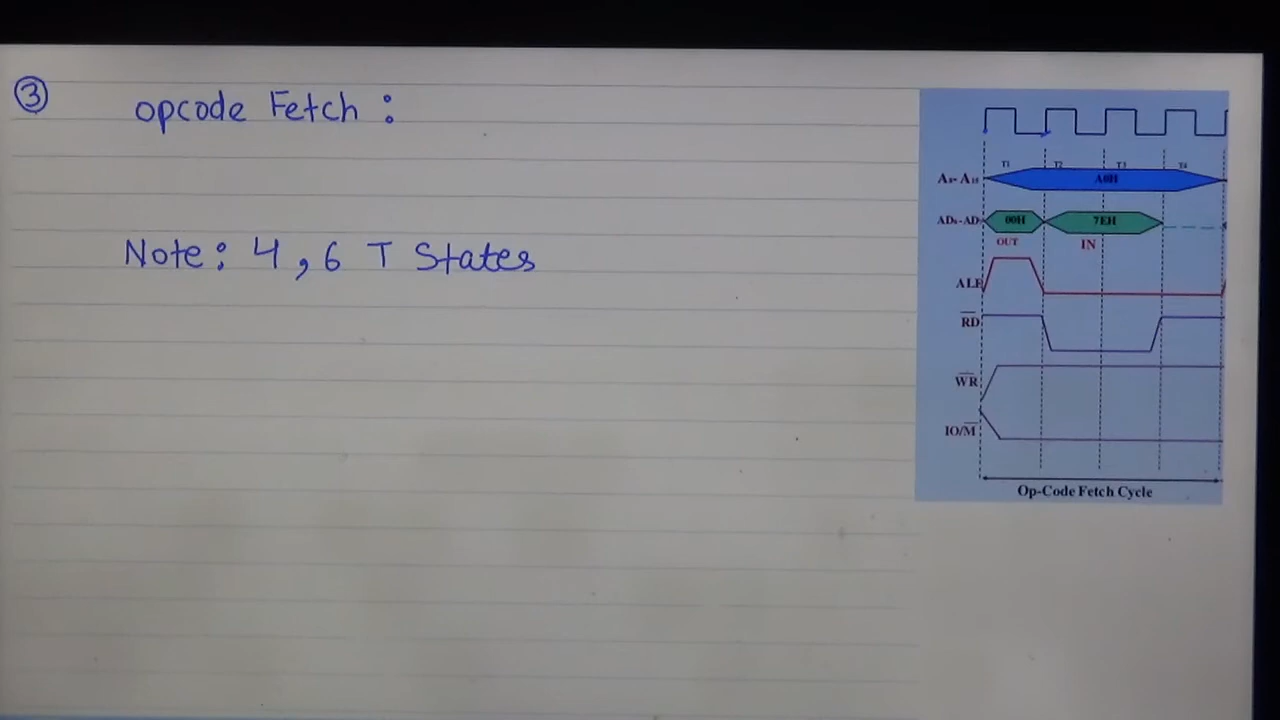 ③ opcode Fetch :
Note : 4 , 6 T States
T1 T2 T3 T4
A8- A15 A0H
AD0-AD 00H 7EH
OUT IN
ALE
RD
WR
IO/M
Op-Code Fetch Cycle